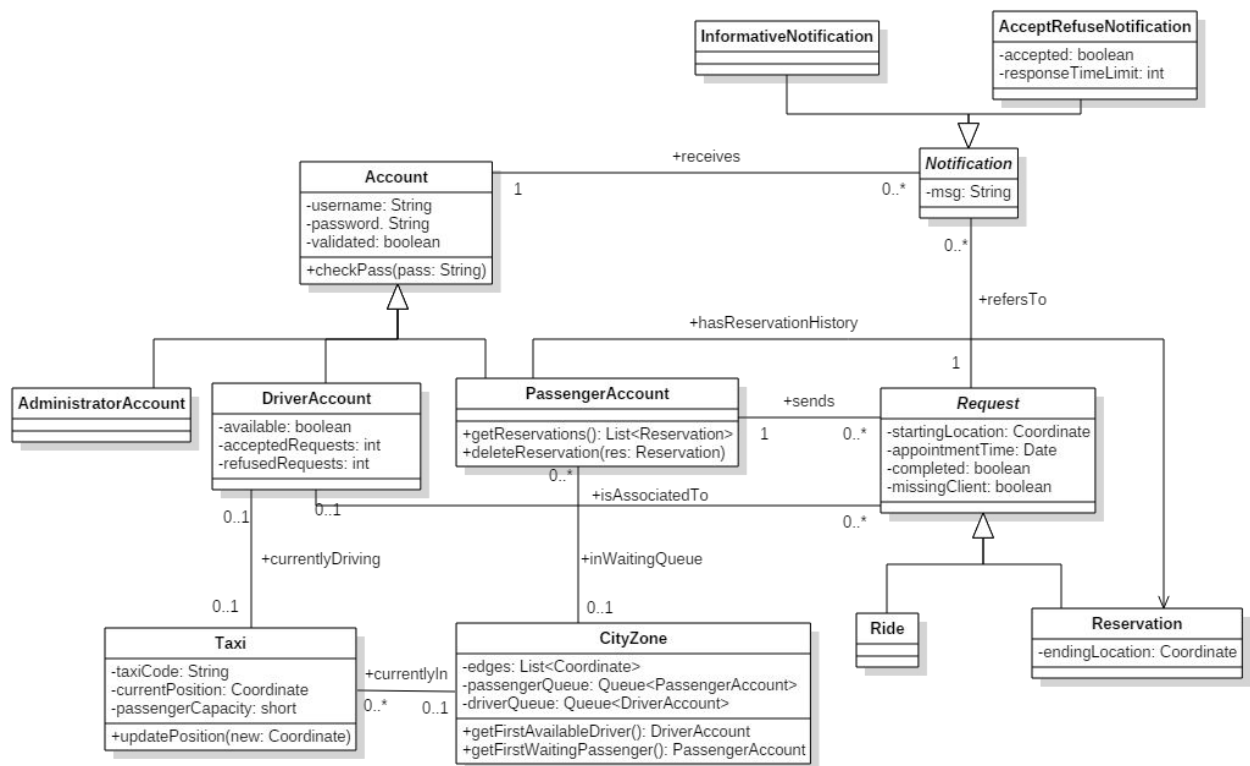 InformativeNotification
AcceptRefuseNotification
-accepted: boolean
-responseTimeLimit: int
+receives
1
0..*
Notification
-msg: String
Account
-username: String
-password. String
-validated: boolean
+checkPass(pass: String)
0..*
+refersTo
1
+hasReservationHistory
AdministratorAccount
DriverAccount
-available: boolean
-acceptedRequests: int
-refusedRequests: int
PassengerAccount
+getReservations(): List<Reservation>
+deleteReservation(res: Reservation)
+sends
1
0..*
Request
-startingLocation: Coordinate
-appointmentTime: Date
-completed: boolean
-missingClient: boolean
0..*
+isAssociatedTo
0..1
0..1
0..*
+currentlyDriving
+inWaitingQueue
0..1
0..1
Ride
Reservation
-endingLocation: Coordinate
Taxi
-taxiCode: String
-currentPosition: Coordinate
-passengerCapacity: short
+updatePosition(new: Coordinate)
+currentlyIn
0..*
0..1
CityZone
-edges: List<Coordinate>
-passengerQueue: Queue<PassengerAccount>
-driverQueue: Queue<DriverAccount>
+getFirstAvailableDriver(): DriverAccount
+getFirstWaitingPassenger(): PassengerAccount